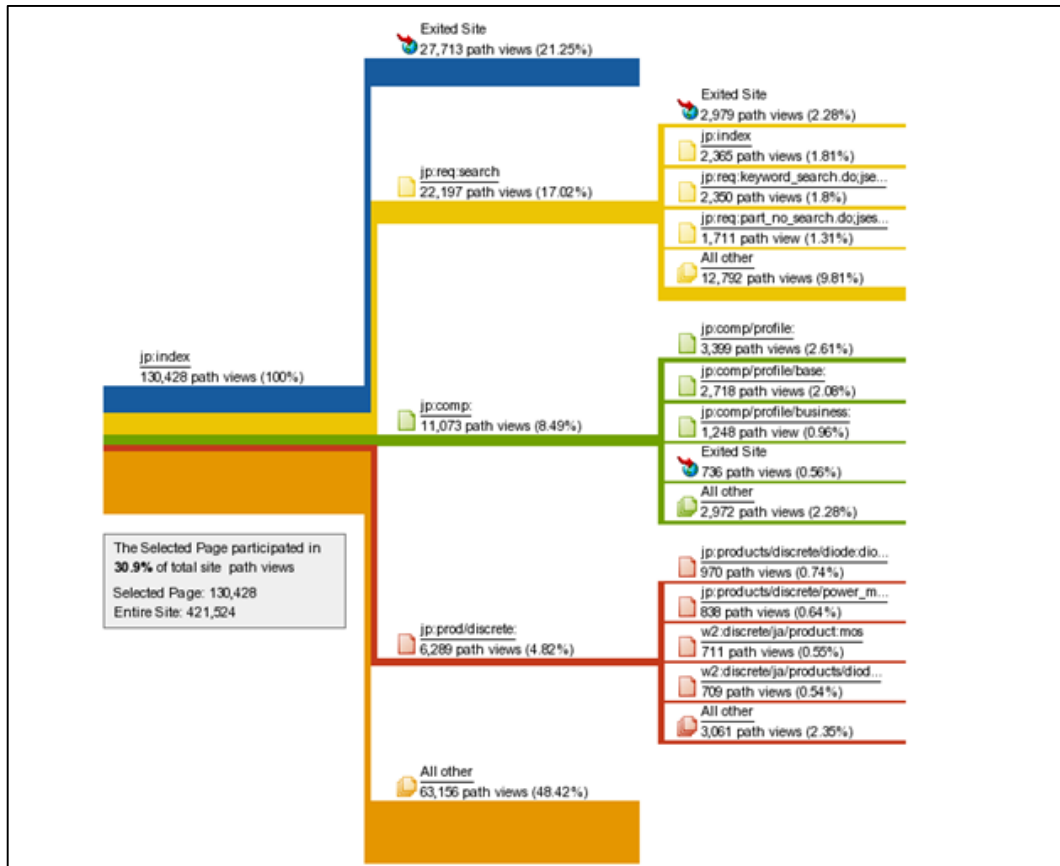 Exited Site
27,713 path views (21.25%)
jp:req:search
22,197 path views (17.02%)
Exited Site
2,979 path views (2.28%)
jp:index
2,365 path views (1.81%)
jp:req:keyword_search.do;jse...
2,350 path views (1.8%)
jp:req:part_no_search.do;jses...
1,711 path view (1.31%)
All other
12,792 path views (9.81%)
jp:index
130,428 path views (100%)
jp:comp:
11,073 path views (8.49%)
jp:comp/profile:
3,399 path views (2.61%)
jp:comp/profile/base:
2,718 path views (2.08%)
jp:comp/profile/business:
1,248 path view (0.96%)
Exited Site
736 path views (0.56%)
All other
2,972 path views (2.28%)
The Selected Page participated in
30.9% of total site path views
Selected Page: 130,428
Entire Site: 421,524
jp:prod/discrete:
6,289 path views (4.82%)
jp:products/discrete/diode:dio...
970 path views (0.74%)
jp:products/discrete/power_m...
838 path views (0.64%)
w2:discrete/ja/product:mos
711 path views (0.55%)
w2:discrete/ja/products/diod...
709 path views (0.54%)
All other
3,061 path views (2.35%)
All other
63,156 path views (48.42%)